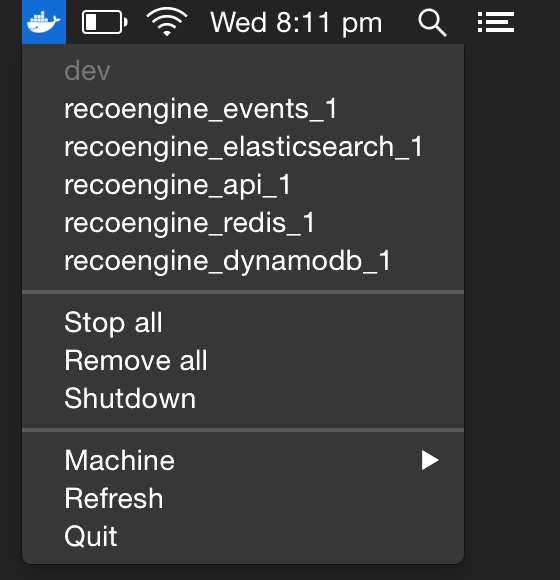 Wed 8:11 pm
dev
recoengine_events_1
recoengine_elasticsearch_1
recoengine_api_1
recoengine_redis_1
recoengine_dynamodb_1
Stop all
Remove all
Shutdown
Machine
Refresh
Quit